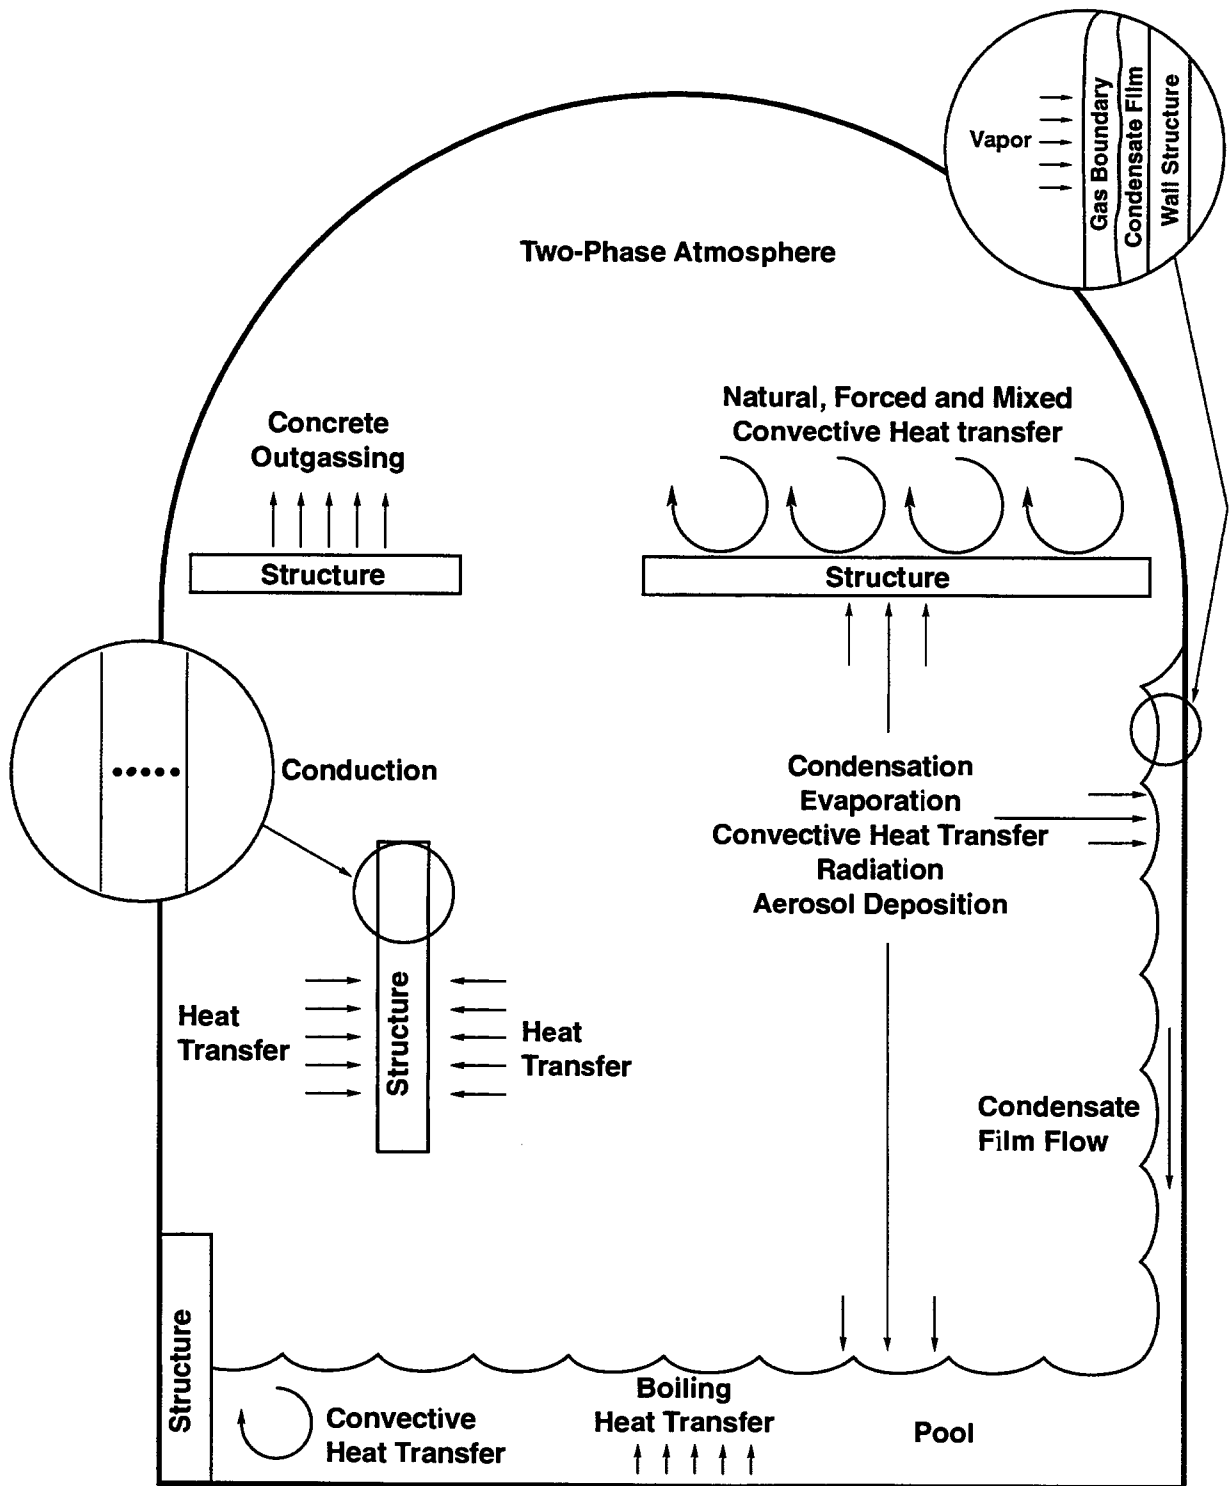 Vapor
Gas Boundary
Condensate Film
Wall Structure
Two-Phase Atmosphere
Natural, Forced and Mixed
Convective Heat transfer
Concrete
Outgassing
Structure
Structure
Conduction
Condensation
Evaporation
Convective Heat Transfer
Radiation
Aerosol Deposition
Heat
Transfer
Structure
Heat
Transfer
Condensate
Film Flow
Structure
Convective
Heat Transfer
Boiling
Heat Transfer
Pool